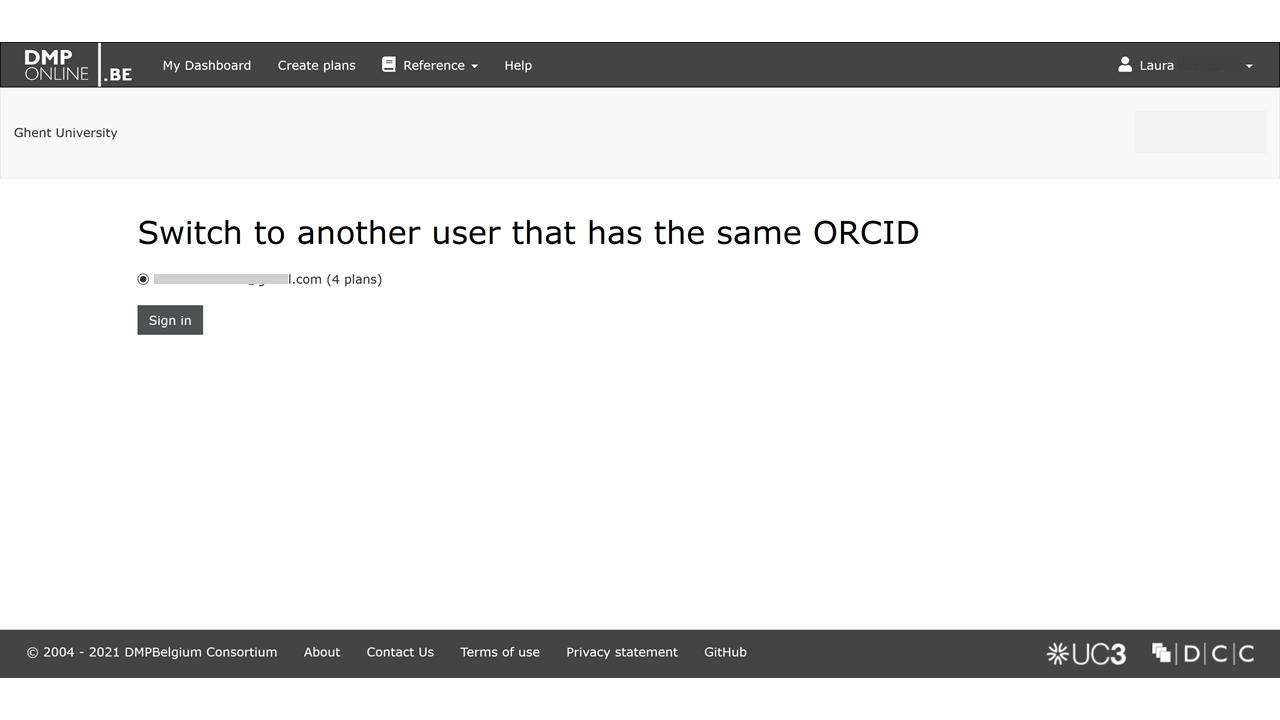 DMP
ONLINE .BE
My Dashboard Create plans Reference Help Laura
Ghent University
Switch to another user that has the same ORCID
l.com (4 plans)
Sign in
© 2004 - 2021 DMPBelgium Consortium About Contact Us Terms of use Privacy statement GitHub UC3 D|C|C